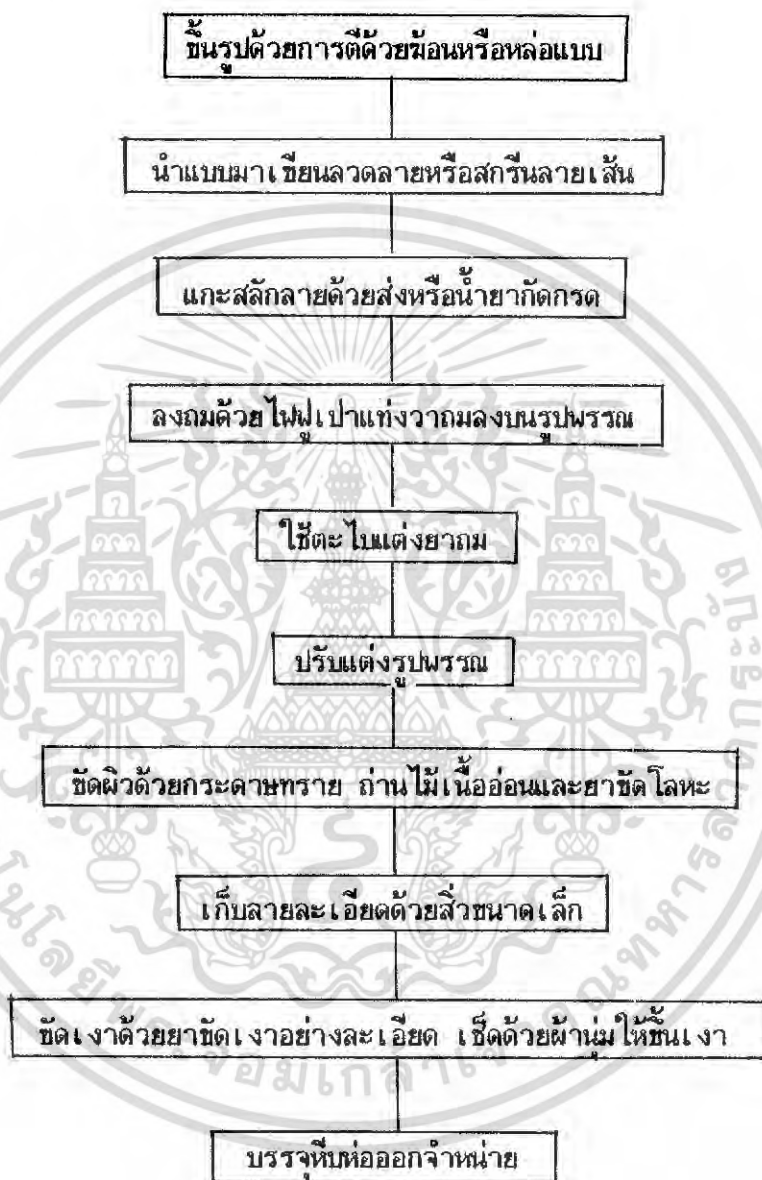 ขึ้นรูปด้วยการตีด้วยฆ้อนหรือหล่อแบบ
นำแบบมาเขียนลวดลายหรือสกรีนลายเส้น
แกะสลักลายด้วยส่งหรือน้ำยากัดกรด
ลงถมด้วยไฟฟู่เป่าแท่งวาถมลงบนรูปพรรณ
ใช้ตะไบแต่งยาถม
ปรับแต่งรูปพรรณ
ขัดผิวด้วยกระดาษทราย ถ่านไม้เนื้ออ่อนและยาขัดโลหะ
เก็บลายละเอียดด้วยสิ่วขนาดเล็ก
ขัดเงาด้วยยาขัดเงาอย่างละเอียด เช็ดด้วยผ้านุ่มให้ขึ้นเงา
บรรจุหีบห่อออกจำหน่าย